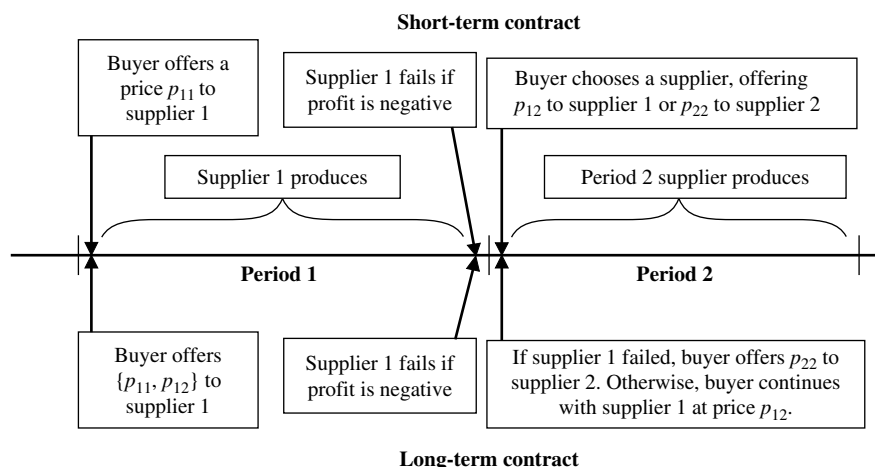 Short-term contract
Buyer offers a
price p11 to
supplier 1
Supplier 1 fails if
profit is negative
Buyer chooses a supplier, offering
p12 to supplier 1 or p22 to supplier 2
Supplier 1 produces
Period 2 supplier produces
Period 1
Period 2
Buyer offers
{p11, p12} to
supplier 1
Supplier 1 fails if
profit is negative
If supplier 1 failed, buyer offers p22 to
supplier 2. Otherwise, buyer continues
with supplier 1 at price p12.
Long-term contract